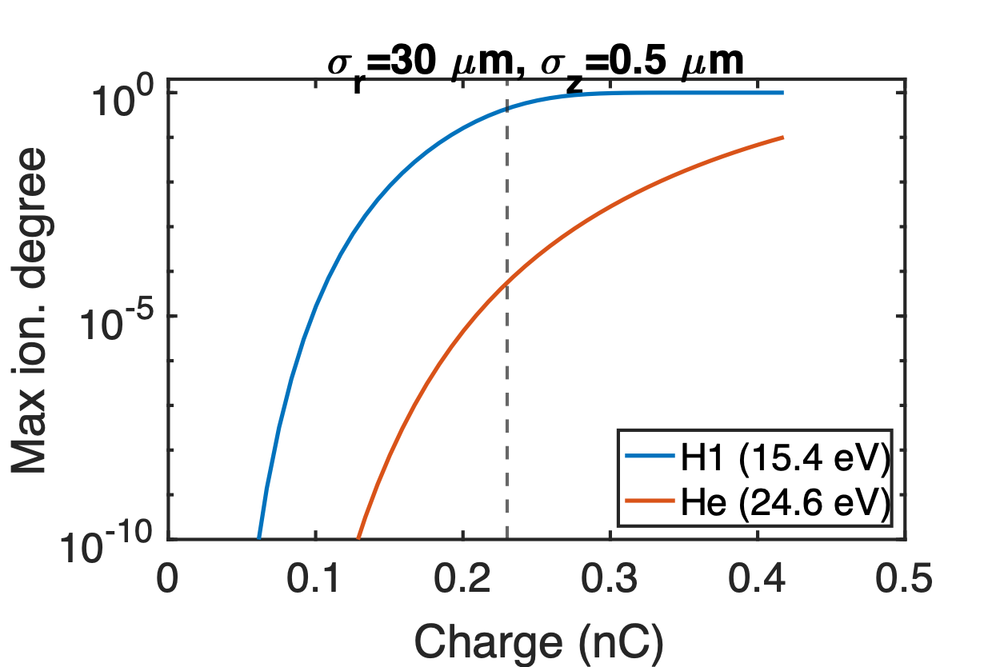 σr=30 μm, σz=0.5 μm
10^0
10^-5
10^-10
Max ion. degree
H1 (15.4 eV)
He (24.6 eV)
0 0.1 0.2 0.3 0.4 0.5
Charge (nC)